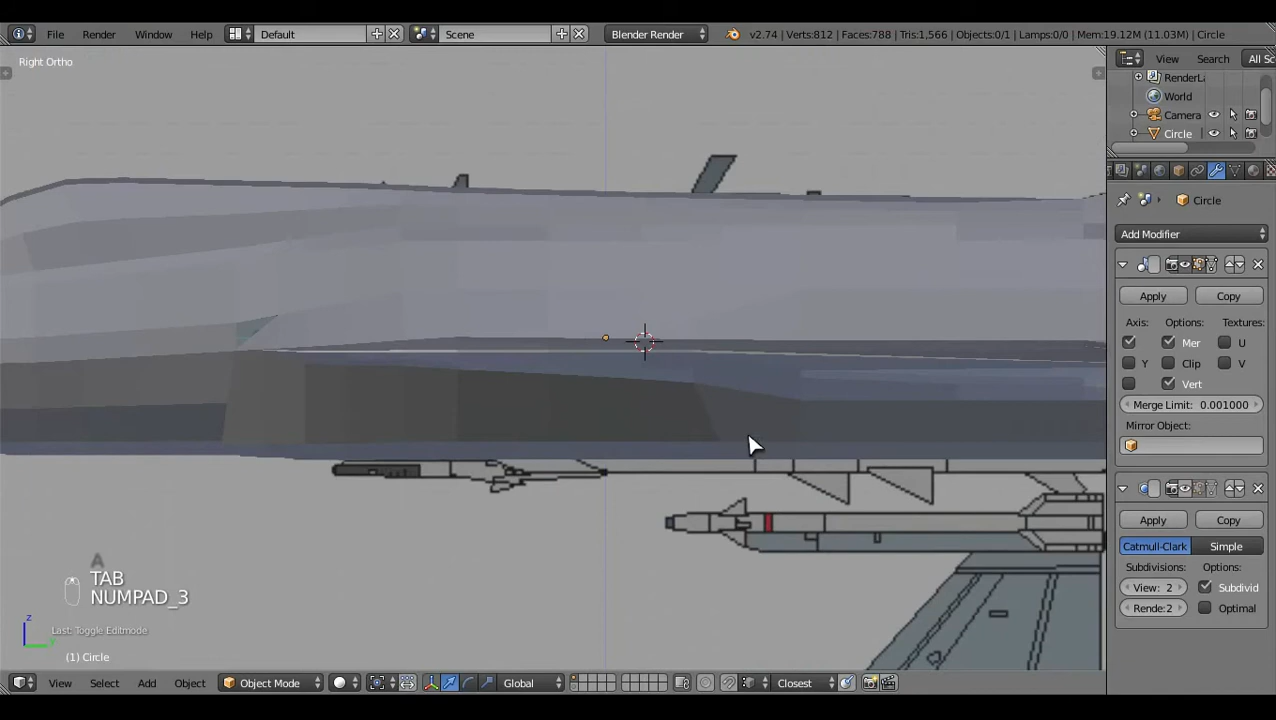 File Render Window Help Default Scene Blender Render v2.74 | Verts:812 | Faces:788 | Tris:1,566 | Objects:0/1 | Lamps:0/0 | Mem:19.12M (11.03M) | Circle
Right Ortho
View Search All Sc
RenderLa
World
Camera
Circle
Circle
Add Modifier
Apply Copy
Axis: Options: Textures:
Mer U
Y Clip V
Vert
Merge Limit: 0.001000
Mirror Object:
Apply Copy
Catmull-Clark Simple
Subdivisions: Options:
View: 2 Subdivid
Rende:2 Optimal
A
TAB
NUMPAD_3
Last: Toggle Editmode
z
y
(1) Circle
View Select Add Object Object Mode Global Closest